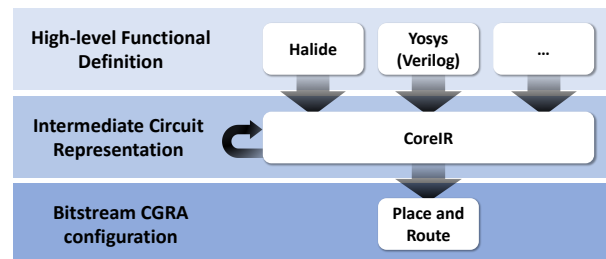 High-level Functional
Definition
Halide
Yosys
(Verilog)
...
Intermediate Circuit
Representation
CoreIR
Bitstream CGRA
configuration
Place and
Route